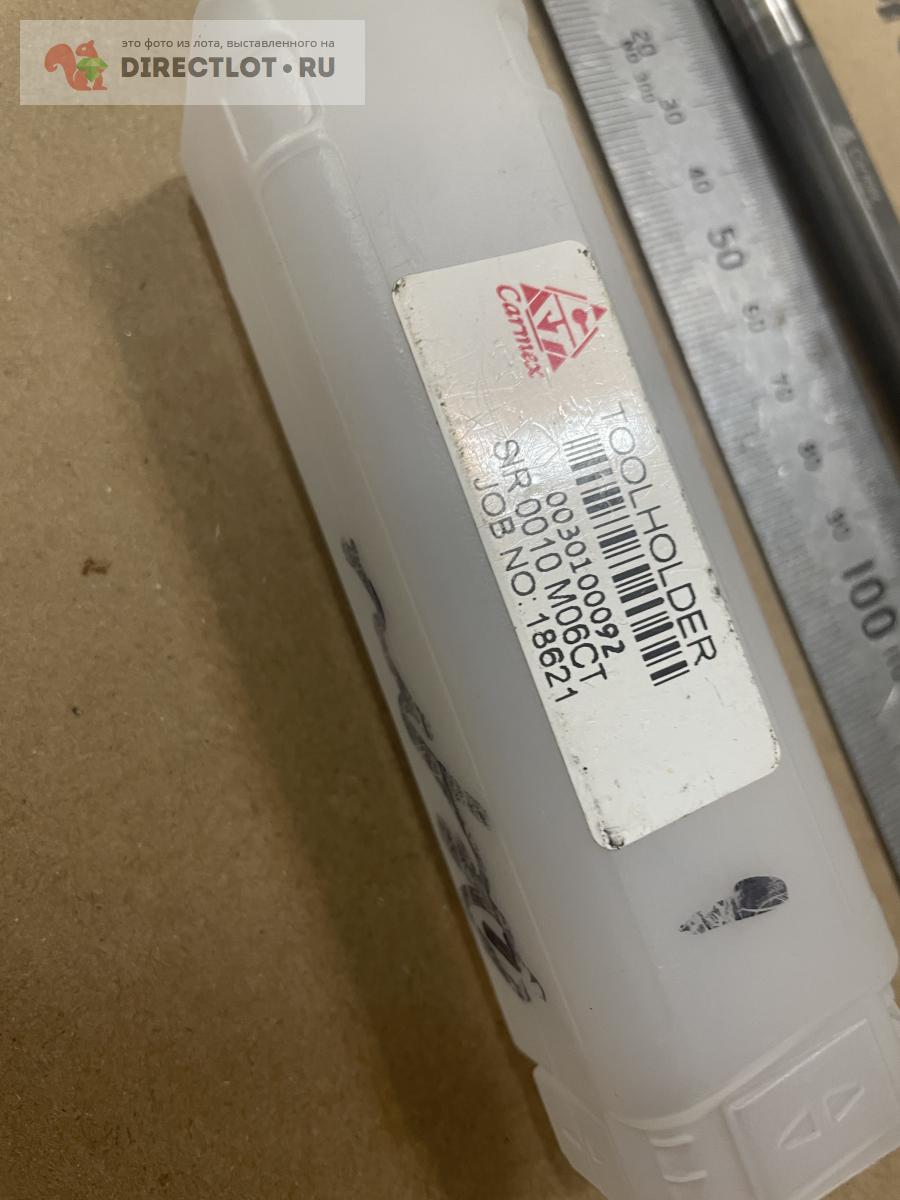 это фото из лота, выставленного на
DIRECTLOT.RU
Carmex
TOOLHOLDER
0030100092
SIR 0010 M06CT
JOB NO: 18621
20
30
40
50
60
70
80
90
100